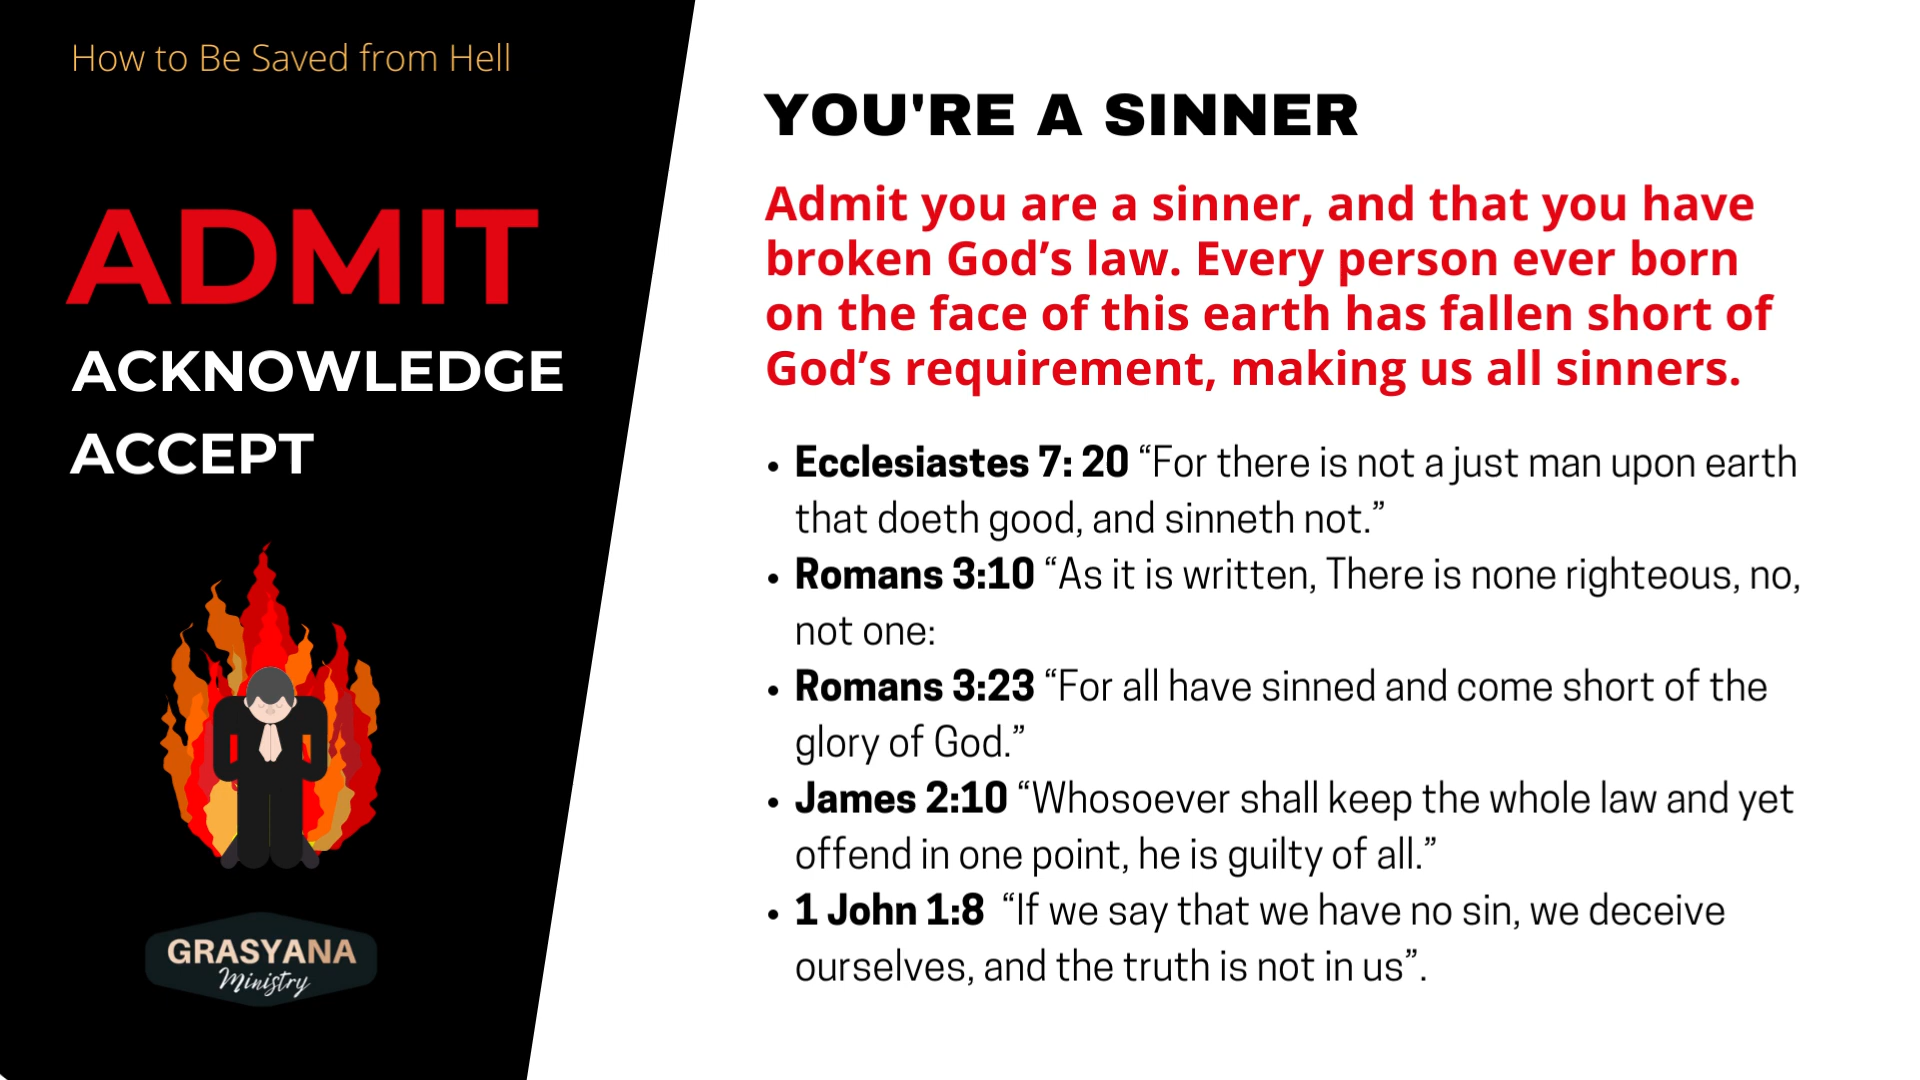 How to Be Saved from Hell
ADMIT
ACKNOWLEDGE
ACCEPT
GRASYANA
Ministry
YOU'RE A SINNER
Admit you are a sinner, and that you have
broken God’s law. Every person ever born
on the face of this earth has fallen short of
God’s requirement, making us all sinners.
• Ecclesiastes 7: 20 “For there is not a just man upon earth
that doeth good, and sinneth not.”
• Romans 3:10 “As it is written, There is none righteous, no,
not one:
• Romans 3:23 “For all have sinned and come short of the
glory of God.”
• James 2:10 “Whosoever shall keep the whole law and yet
offend in one point, he is guilty of all.”
• 1 John 1:8  “If we say that we have no sin, we deceive
ourselves, and the truth is not in us”.